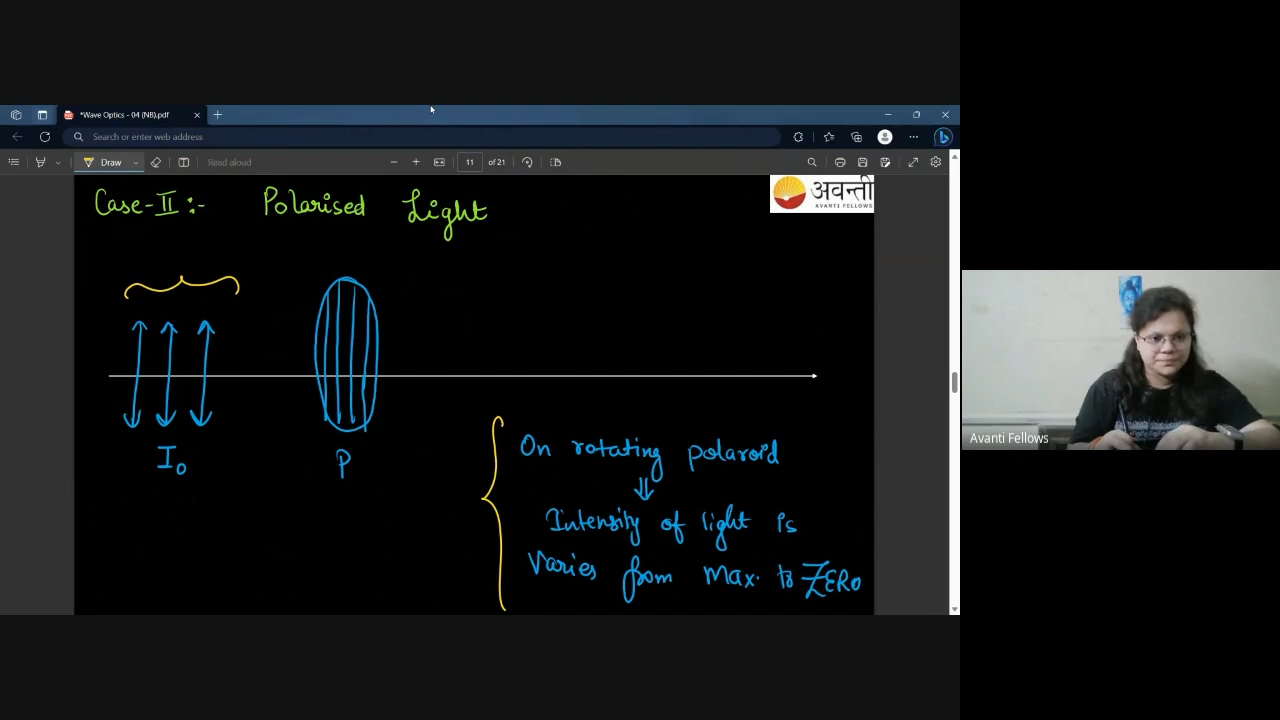 *Wave Optics - 04 (NB).pdf
Search or enter web address
Draw
Read aloud
11 of 21
Case-II:- Polarised Light
अवन्ती
AVANTI FELLOWS
I₀
P
On rotating polaroid
⇓
Intensity of light is
Varies from Max. to ZERO
Avanti Fellows